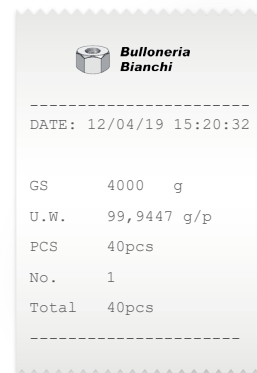 Bulloneria
Bianchi
-----------------------
DATE: 12/04/19 15:20:32
GS 4000 g
U.W. 99,9447 g/p
PCS 40pcs
No. 1
Total 40pcs
----------------------